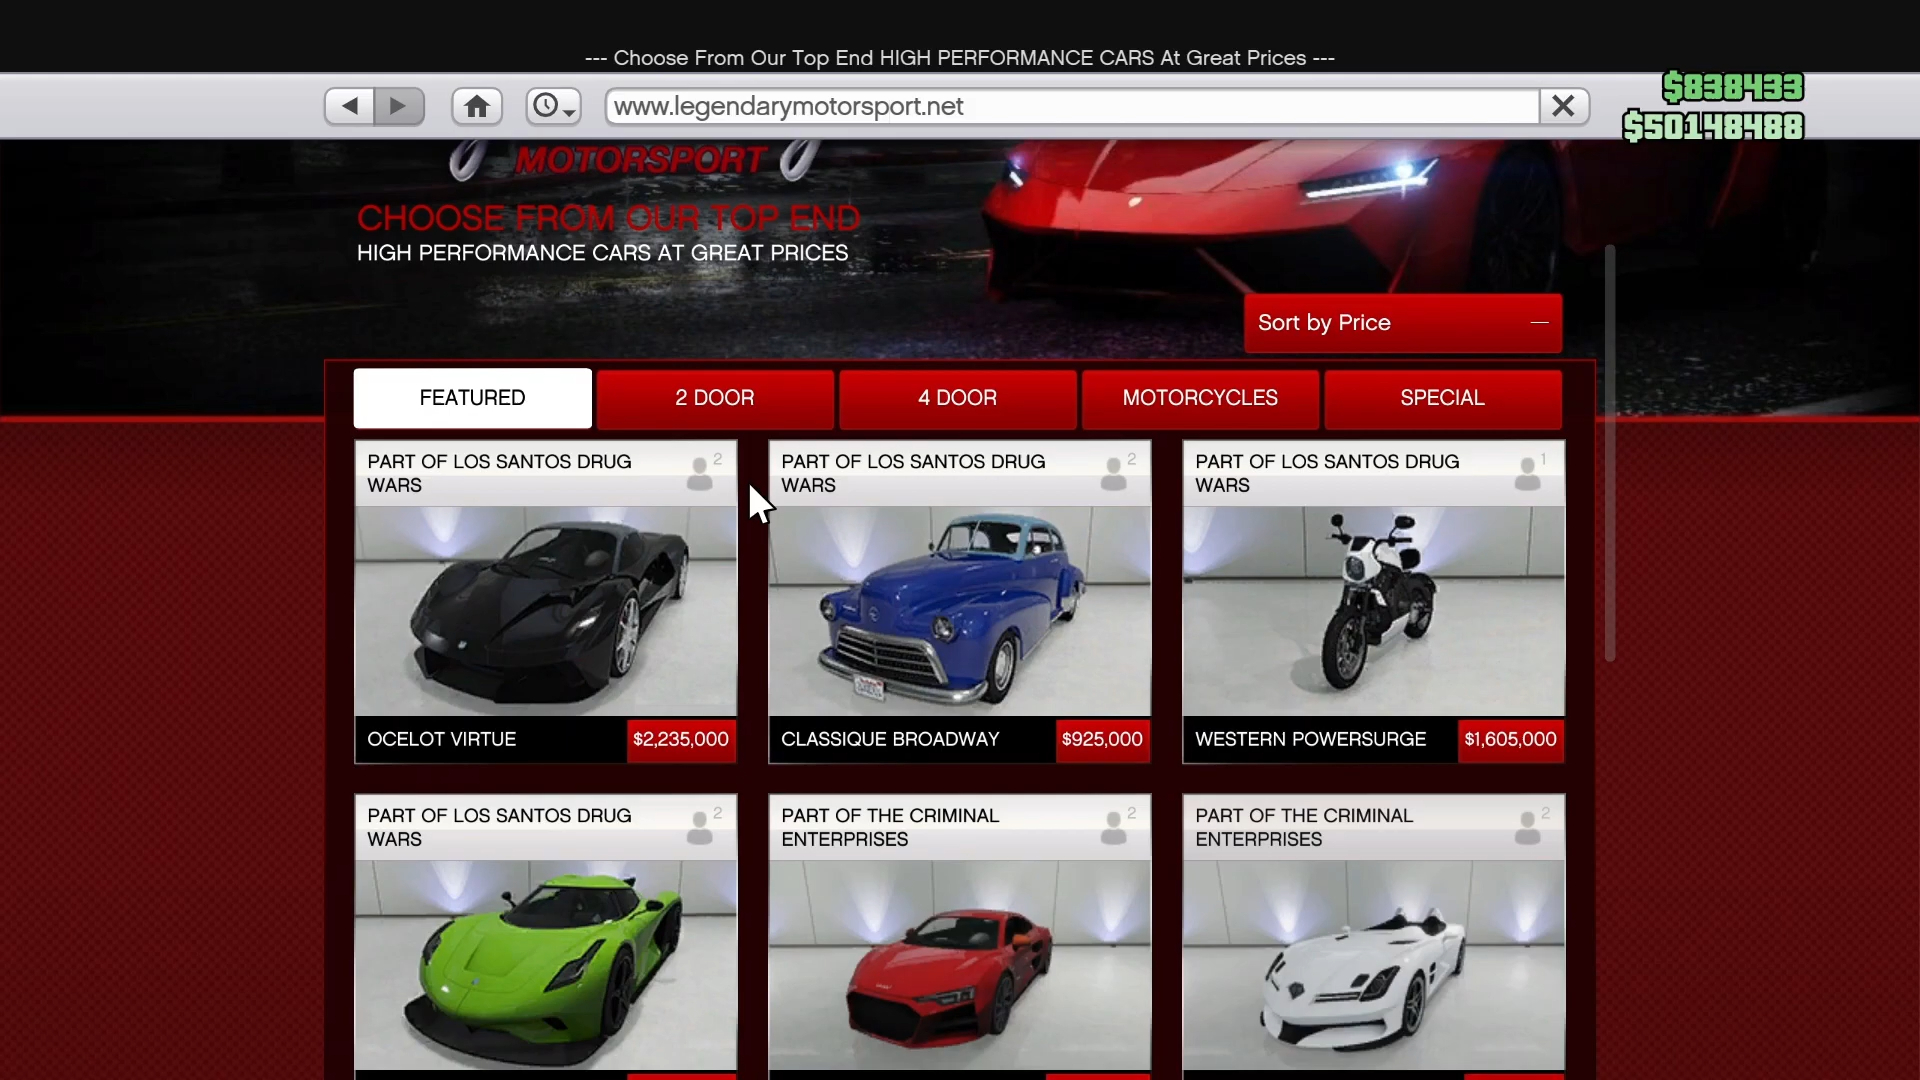 --- Choose From Our Top End HIGH PERFORMANCE CARS At Great Prices ---
www.legendarymotorsport.net
$838433
$50148488
MOTORSPORT
CHOOSE FROM OUR TOP END
HIGH PERFORMANCE CARS AT GREAT PRICES
Sort by Price
FEATURED
2 DOOR
4 DOOR
MOTORCYCLES
SPECIAL
PART OF LOS SANTOS DRUG
WARS
2
PART OF LOS SANTOS DRUG
WARS
2
PART OF LOS SANTOS DRUG
WARS
1
OCELOT VIRTUE
$2,235,000
CLASSIQUE BROADWAY
$925,000
WESTERN POWERSURGE
$1,605,000
PART OF LOS SANTOS DRUG
WARS
2
PART OF THE CRIMINAL
ENTERPRISES
2
PART OF THE CRIMINAL
ENTERPRISES
2